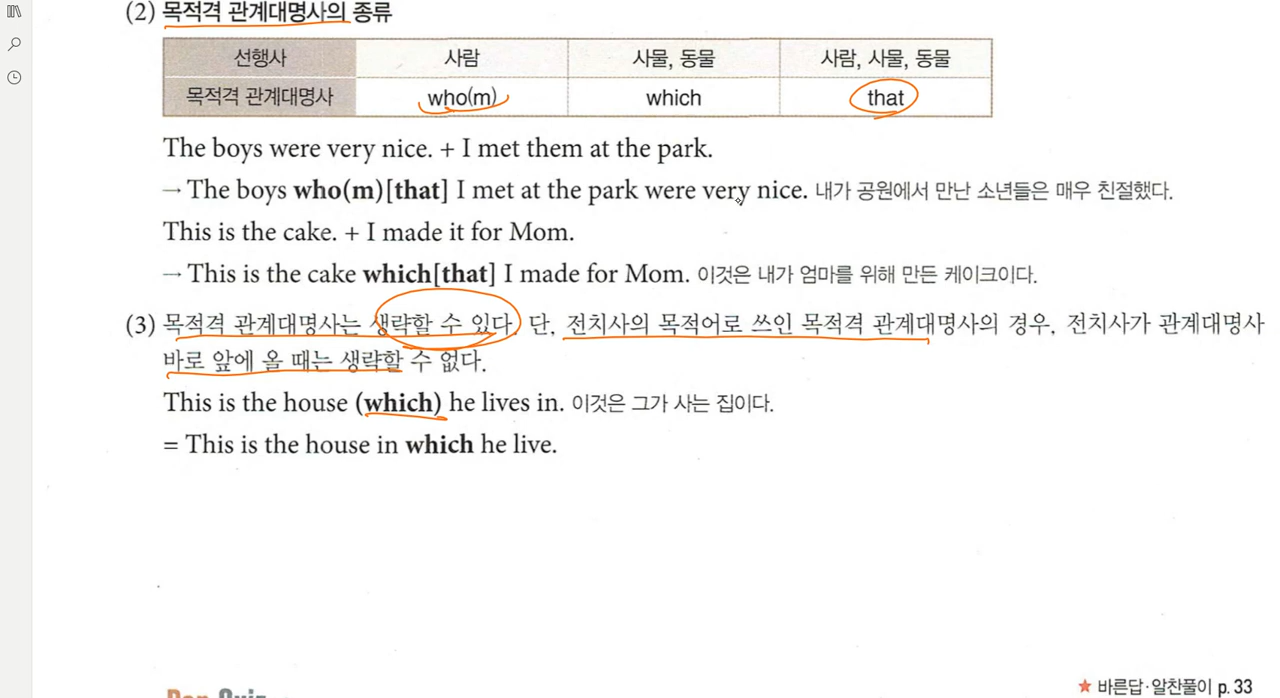 (2) 목적격 관계대명사의 종류
선행사 사람 사물, 동물 사람, 사물, 동물
목적격 관계대명사 who(m) which that
The boys were very nice. + I met them at the park.
→ The boys who(m)[that] I met at the park were very nice. 내가 공원에서 만난 소년들은 매우 친절했다.
This is the cake. + I made it for Mom.
→ This is the cake which[that] I made for Mom. 이것은 내가 엄마를 위해 만든 케이크이다.
(3) 목적격 관계대명사는 생략할 수 있다. 단, 전치사의 목적어로 쓰인 목적격 관계대명사의 경우, 전치사가 관계대명사
바로 앞에 올 때는 생략할 수 없다.
This is the house (which) he lives in. 이것은 그가 사는 집이다.
= This is the house in which he live.
★ 바른답·알찬풀이 p. 33
Pop Quiz